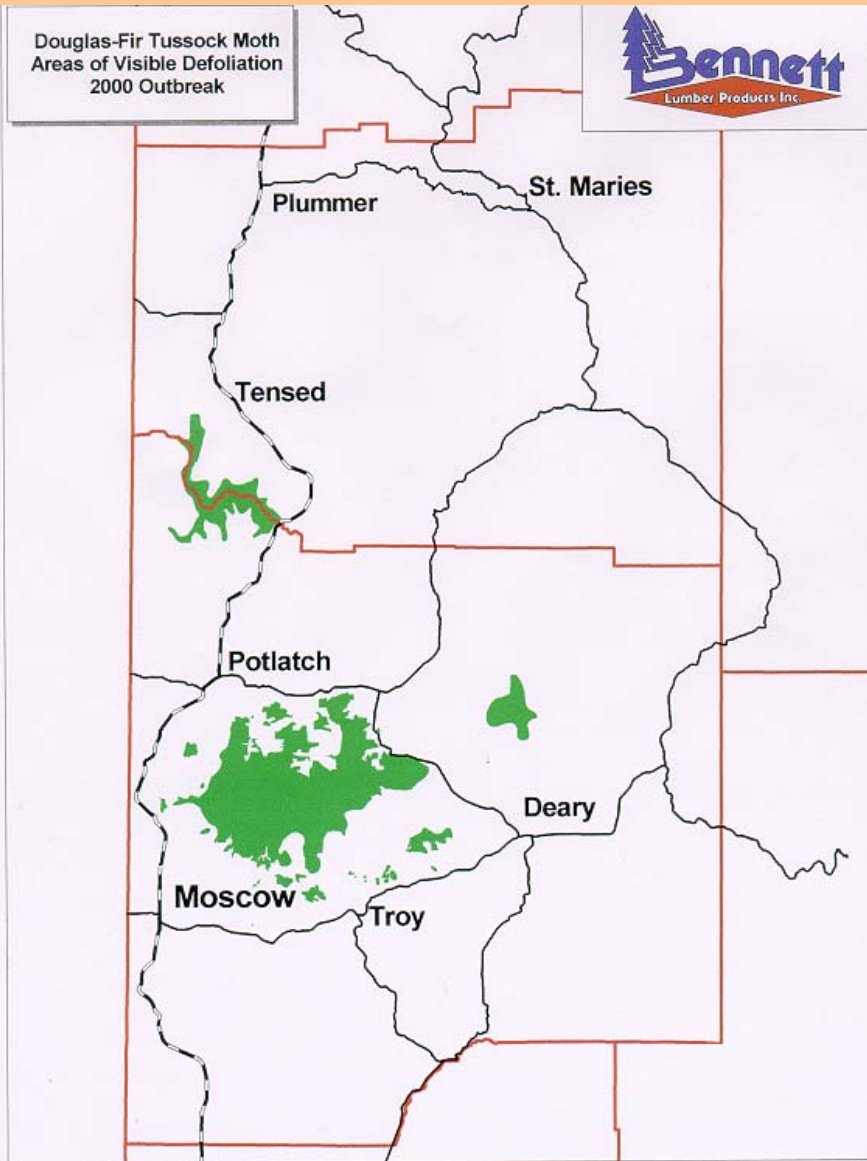 Douglas-Fir Tussock Moth
Areas of Visible Defoliation
2000 Outbreak
Bennett
Lumber Products Inc.
St. Maries
Plummer
Tensed
Potlatch
Deary
Moscow
Troy